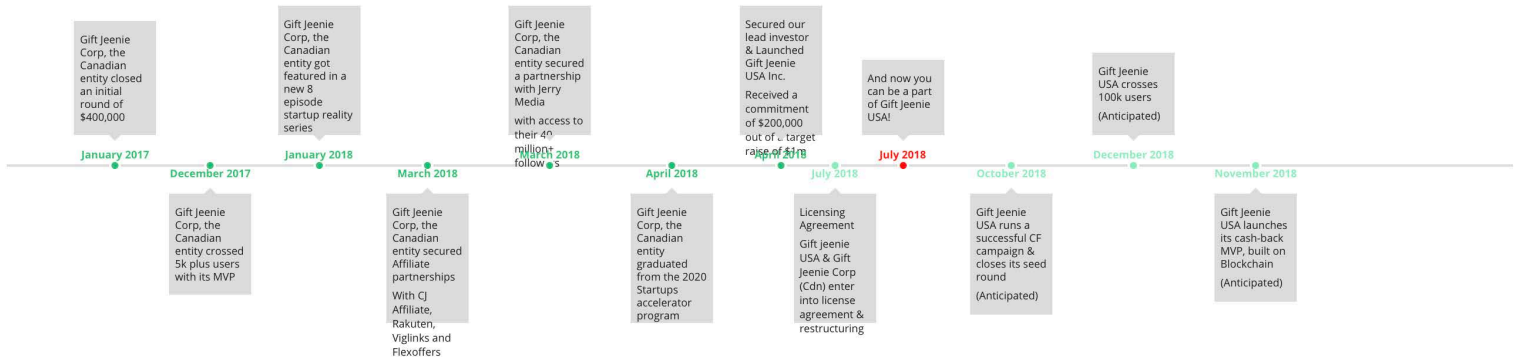 Gift Jeenie
Corp, the
Canadian
entity closed
an initial
round of
$400,000
January 2017
December 2017
Gift Jeenie
Corp, the
Canadian
entity crossed
5k plus users
with its MVP
Gift Jeenie
Corp, the
Canadian
entity got
featured in a
new 8
episode
startup reality
series
January 2018
March 2018
Gift Jeenie
Corp, the
Canadian
entity secured
Affiliate
partnerships
With CJ
Affiliate,
Rakuten,
Viglinks and
Flexoffers
Gift Jeenie
Corp, the
Canadian
entity secured
a partnership
with Jerry
Media
with access to
their 40
million+
followers
March 2018
April 2018
Gift Jeenie
Corp, the
Canadian
entity
graduated
from the 2020
Startups
accelerator
program
Secured our
lead investor
& Launched
Gift Jeenie
USA Inc.
Received a
commitment
of $200,000
out of a target
raise of $1m
April 2018
July 2018
Licensing
Agreement
Gift jeenie
USA & Gift
Jeenie Corp
(Cdn) enter
into license
agreement &
restructuring
And now you
can be a part
of Gift Jeenie
USA!
July 2018
October 2018
Gift Jeenie
USA runs a
successful CF
campaign &
closes its seed
round
(Anticipated)
Gift Jeenie
USA crosses
100k users
(Anticipated)
December 2018
November 2018
Gift Jeenie
USA launches
its cash-back
MVP, built on
Blockchain
(Anticipated)